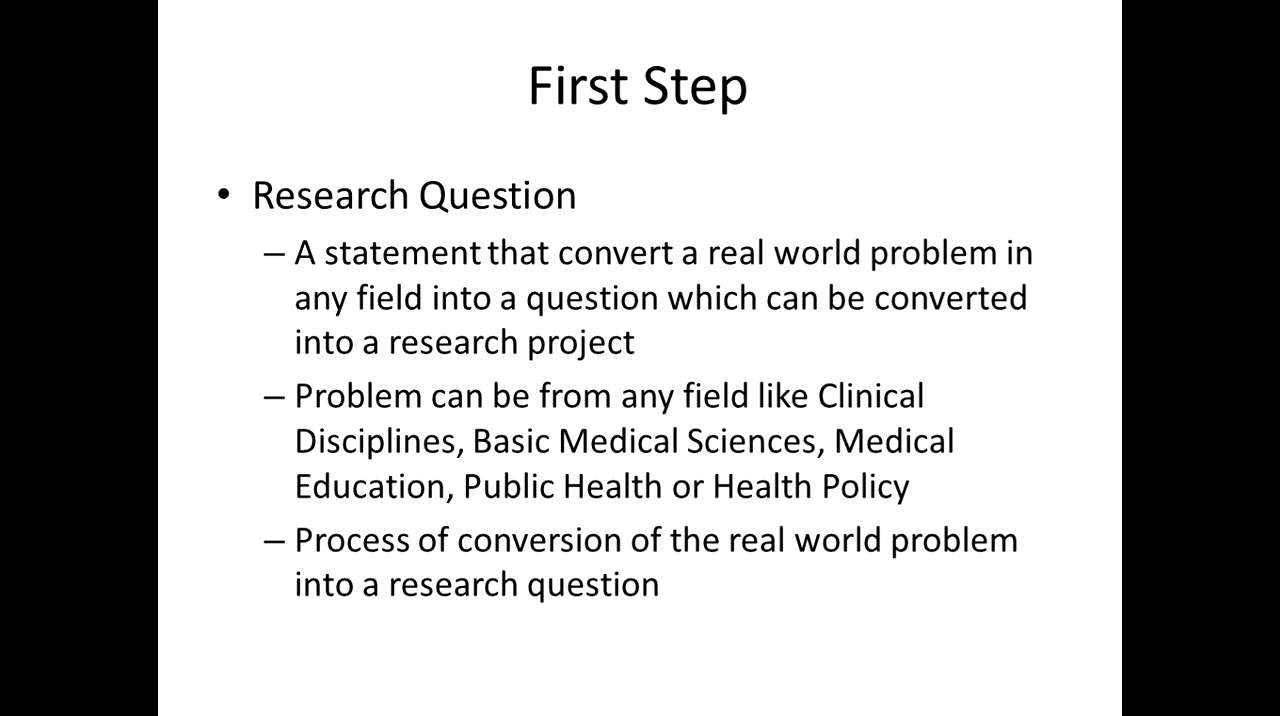 First Step
• Research Question
– A statement that convert a real world problem in
any field into a question which can be converted
into a research project
– Problem can be from any field like Clinical
Disciplines, Basic Medical Sciences, Medical
Education, Public Health or Health Policy
– Process of conversion of the real world problem
into a research question